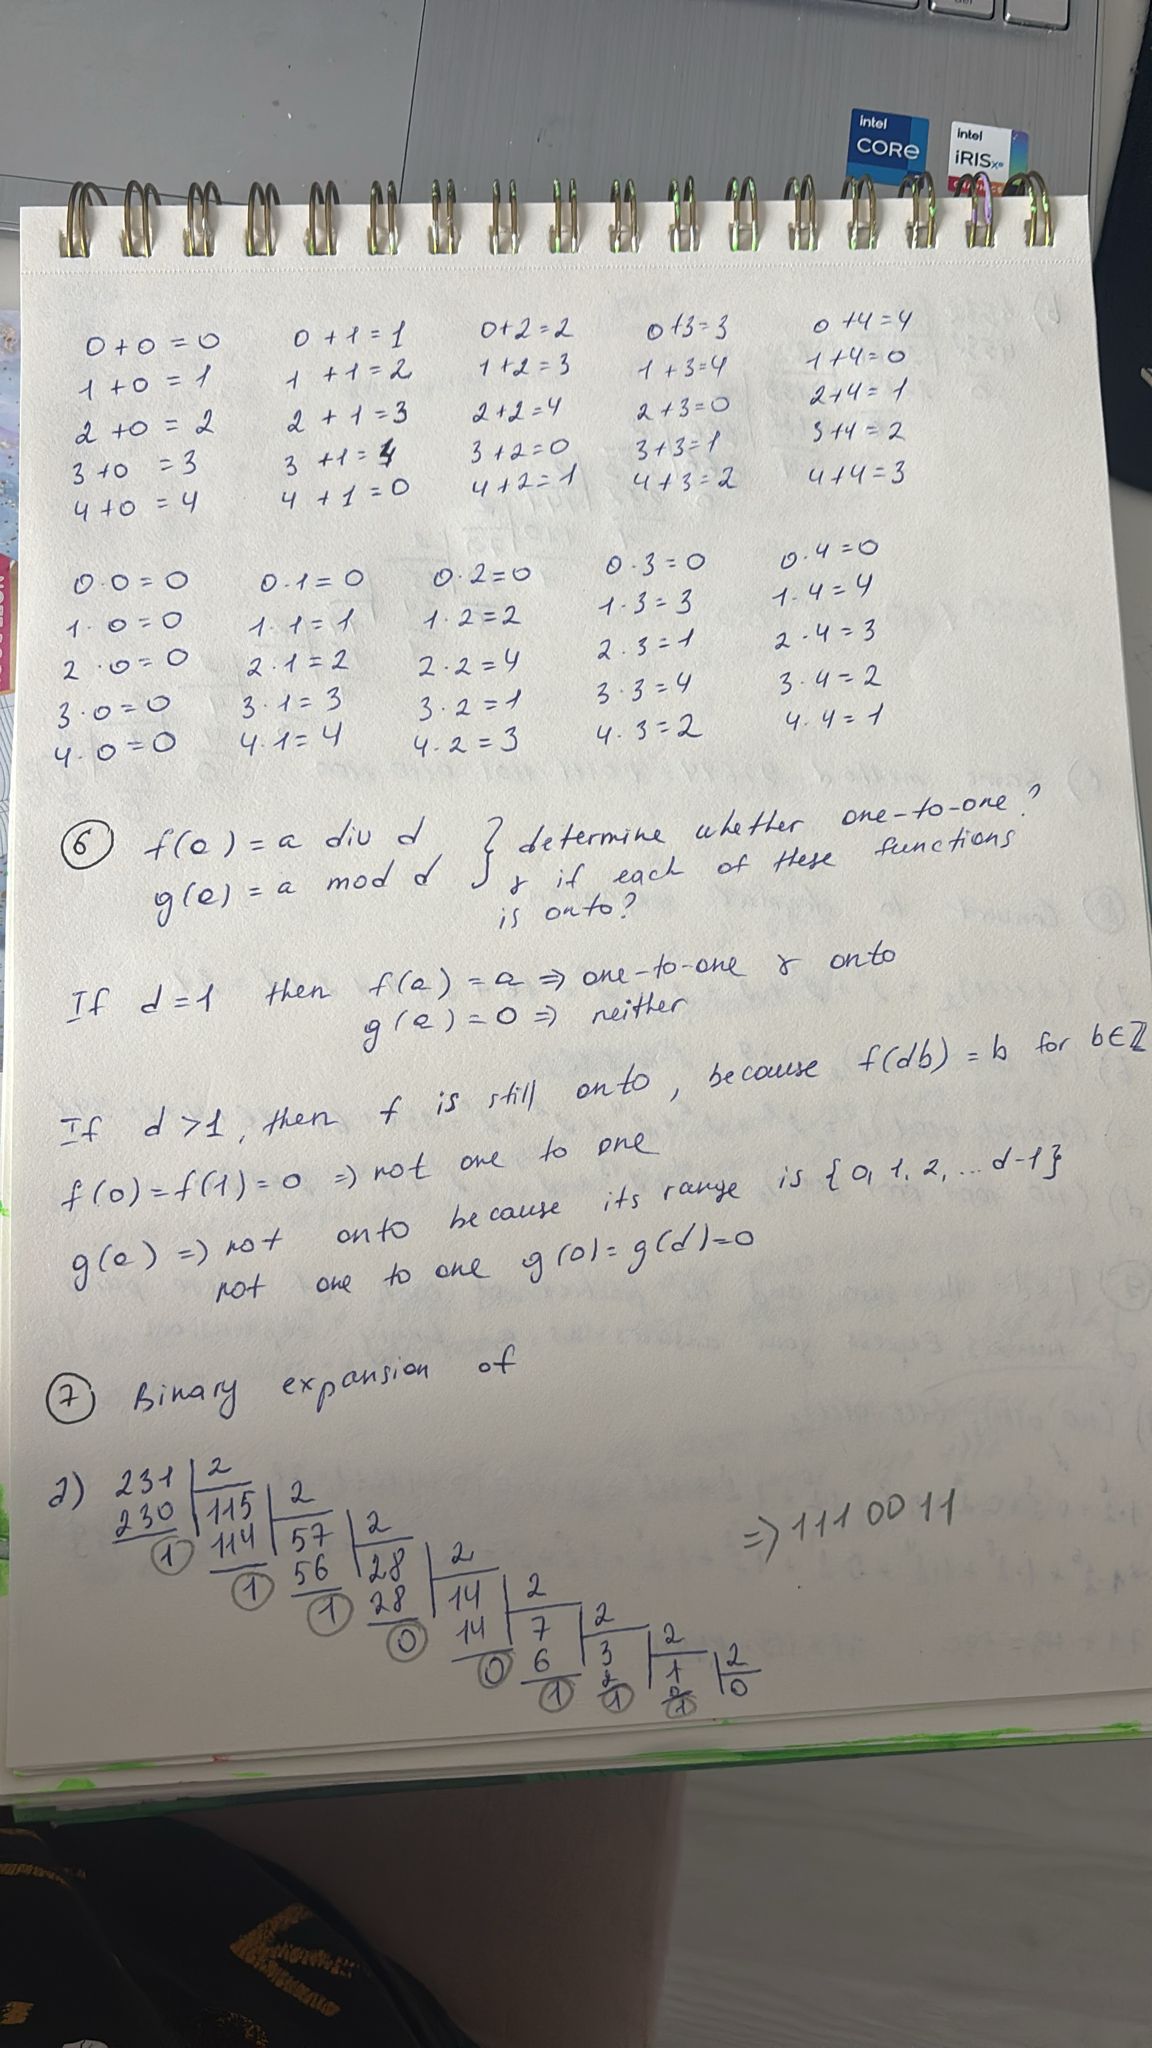 intel
CORe
intel
iRISxe
0+0=0 0+1=1 0+2=2 0+3=3 0+4=4
1+0=1 1+1=2 1+2=3 1+3=4 1+4=0
2+0=2 2+1=3 2+2=4 2+3=0 2+4=1
3+0=3 3+1=4 3+2=0 3+3=1 3+4=2
4+0=4 4+1=0 4+2=1 4+3=2 4+4=3
0·0=0 0·1=0 0·2=0 0·3=0 0·4=0
1·0=0 1·1=1 1·2=2 1·3=3 1·4=4
2·0=0 2·1=2 2·2=4 2·3=1 2·4=3
3·0=0 3·1=3 3·2=1 3·3=4 3·4=2
4·0=0 4·1=4 4·2=3 4·3=2 4·4=1
6 f(a) = a div d } determine whether one-to-one?
g(a) = a mod d & if each of these functions
is onto?
If d=1 then f(a) = a ⇒ one-to-one & onto
g(a) = 0 ⇒ neither
If d>1, then f is still onto, because f(db) = b for b∈ℤ
f(0)=f(1)=0 ⇒ not one to one
g(a) ⇒ not onto because its range is {0,1,2,...d-1}
not one to one g(0)=g(d)=0
7 Binary expansion of
a) 231 | 2
230 | 115 | 2
1 114 | 57 | 2
1 56 | 28 | 2
1 28 | 14 | 2
0 14 | 7 | 2
0 6 | 3 | 2
1 2 | 1 | 2
1 0 | 0
1
⇒ 1110011